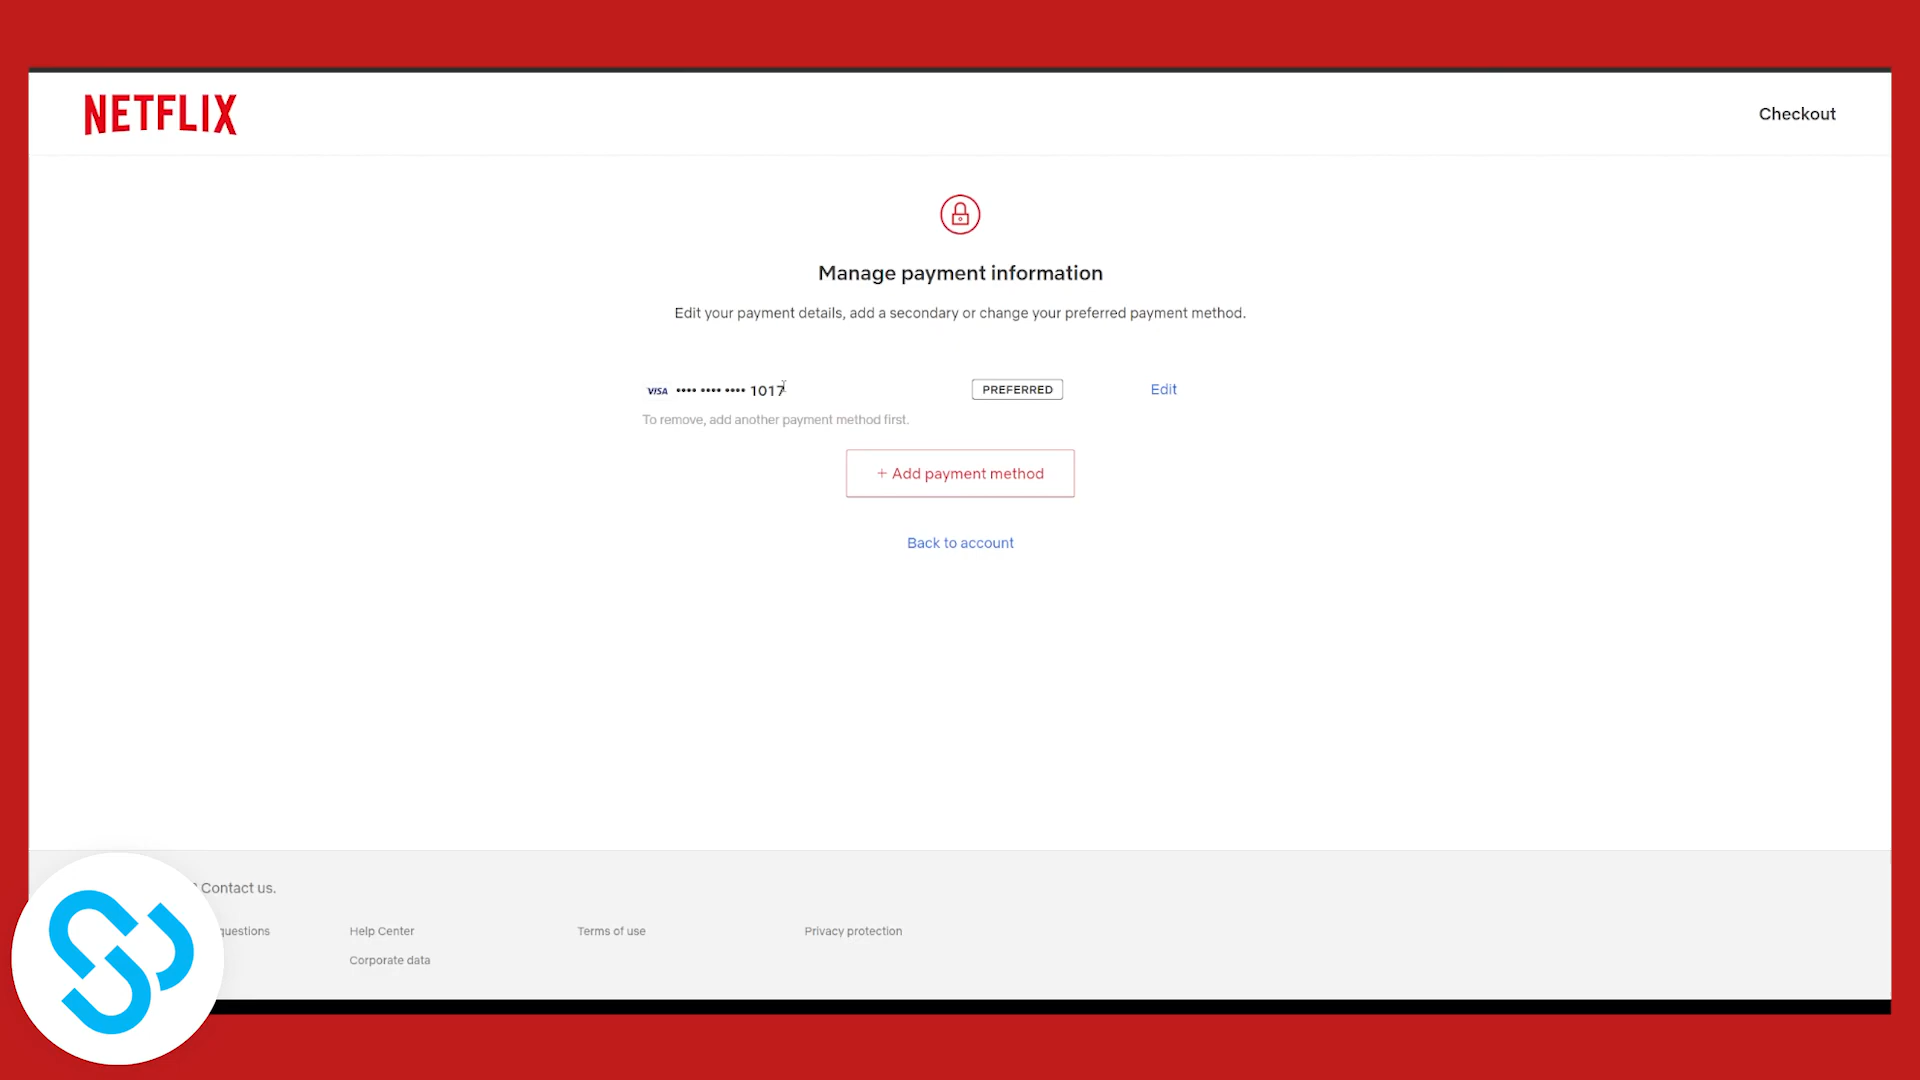 NETFLIX
Checkout
Manage payment information
Edit your payment details, add a secondary or change your preferred payment method.
VISA •••• •••• •••• 1017
PREFERRED
Edit
To remove, add another payment method first.
+ Add payment method
Back to account
? Contact us.
questions
Help Center
Terms of use
Privacy protection
Corporate data